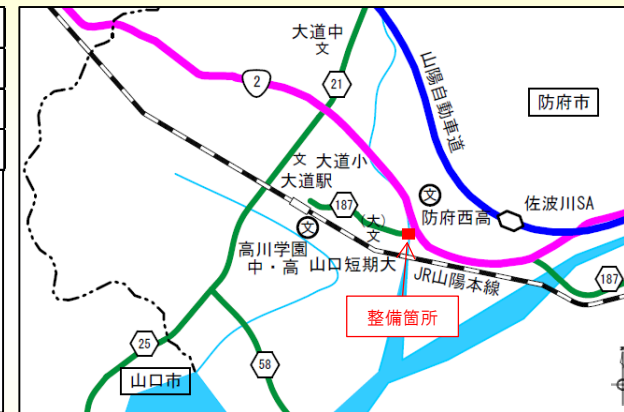 大道中
文
2
21
山陽自動車道
防府市
文 大道小
大道駅
187
(大)
文
文
防府西高
佐波川SA
文
高川学園
中・高
山口短期大
JR山陽本線
187
整備箇所
25
山口市
58